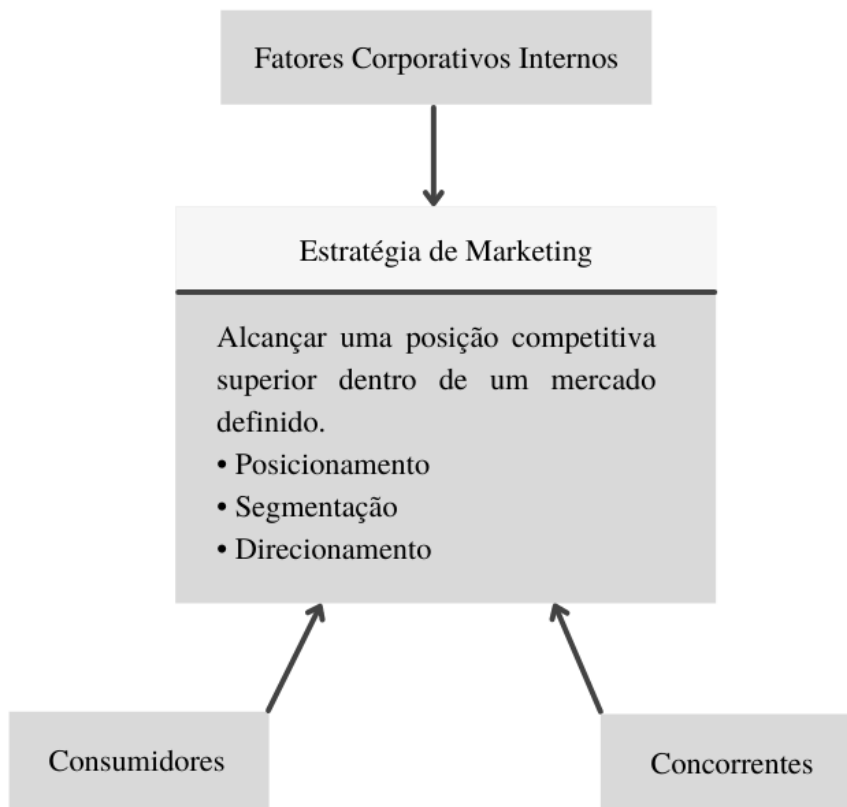 Fatores Corporativos Internos
Estratégia de Marketing
Alcançar uma posição competitiva
superior dentro de um mercado
definido.
• Posicionamento
• Segmentação
• Direcionamento
Consumidores
Concorrentes